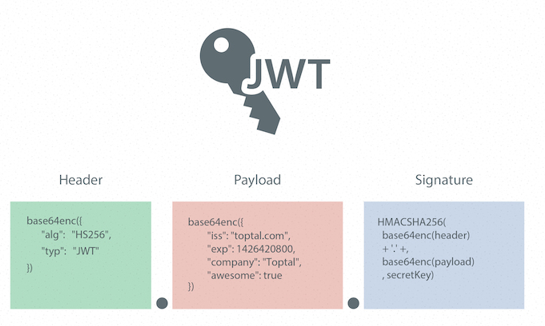 JWT
Header
base64enc({
"alg": "HS256",
"typ": "JWT"
})
Payload
base64enc({
"iss": "toptal.com",
"exp": 1426420800,
"company": "Toptal",
"awesome": true
})
Signature
HMACSHA256(
base64enc(header)
+ '.' +,
base64enc(payload)
, secretKey)